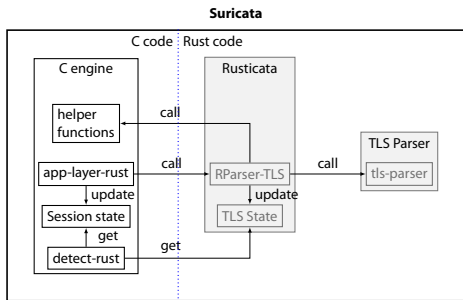 Suricata
C code Rust code
C engine
Rusticata
helper
functions
call
TLS Parser
app-layer-rust
call
RParser-TLS
call
tls-parser
update
update
Session state
TLS State
get
get
detect-rust